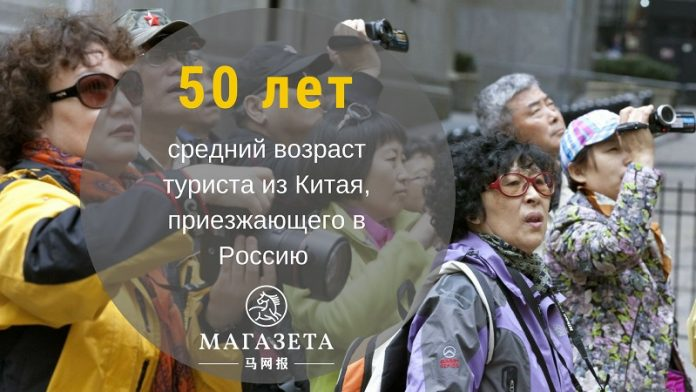 50 лет
средний возраст
туриста из Китая,
приезжающего в
Россию
МАГАЗЕТА
马网报